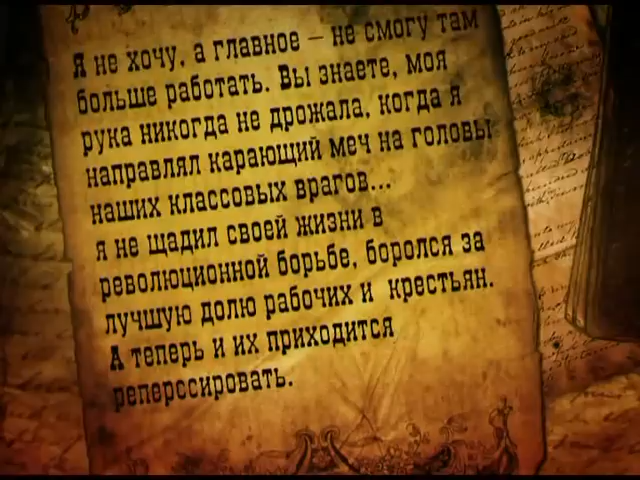 Я не хочу, а главное – не смогу там
больше работать. Вы знаете, моя
рука никогда не дрожала, когда я
направлял карающий меч на головы
наших классовых врагов...
я не щадил своей жизни в
революционной борьбе, боролся за
лучшую долю рабочих и крестьян.
А теперь и их приходится
реперссировать.